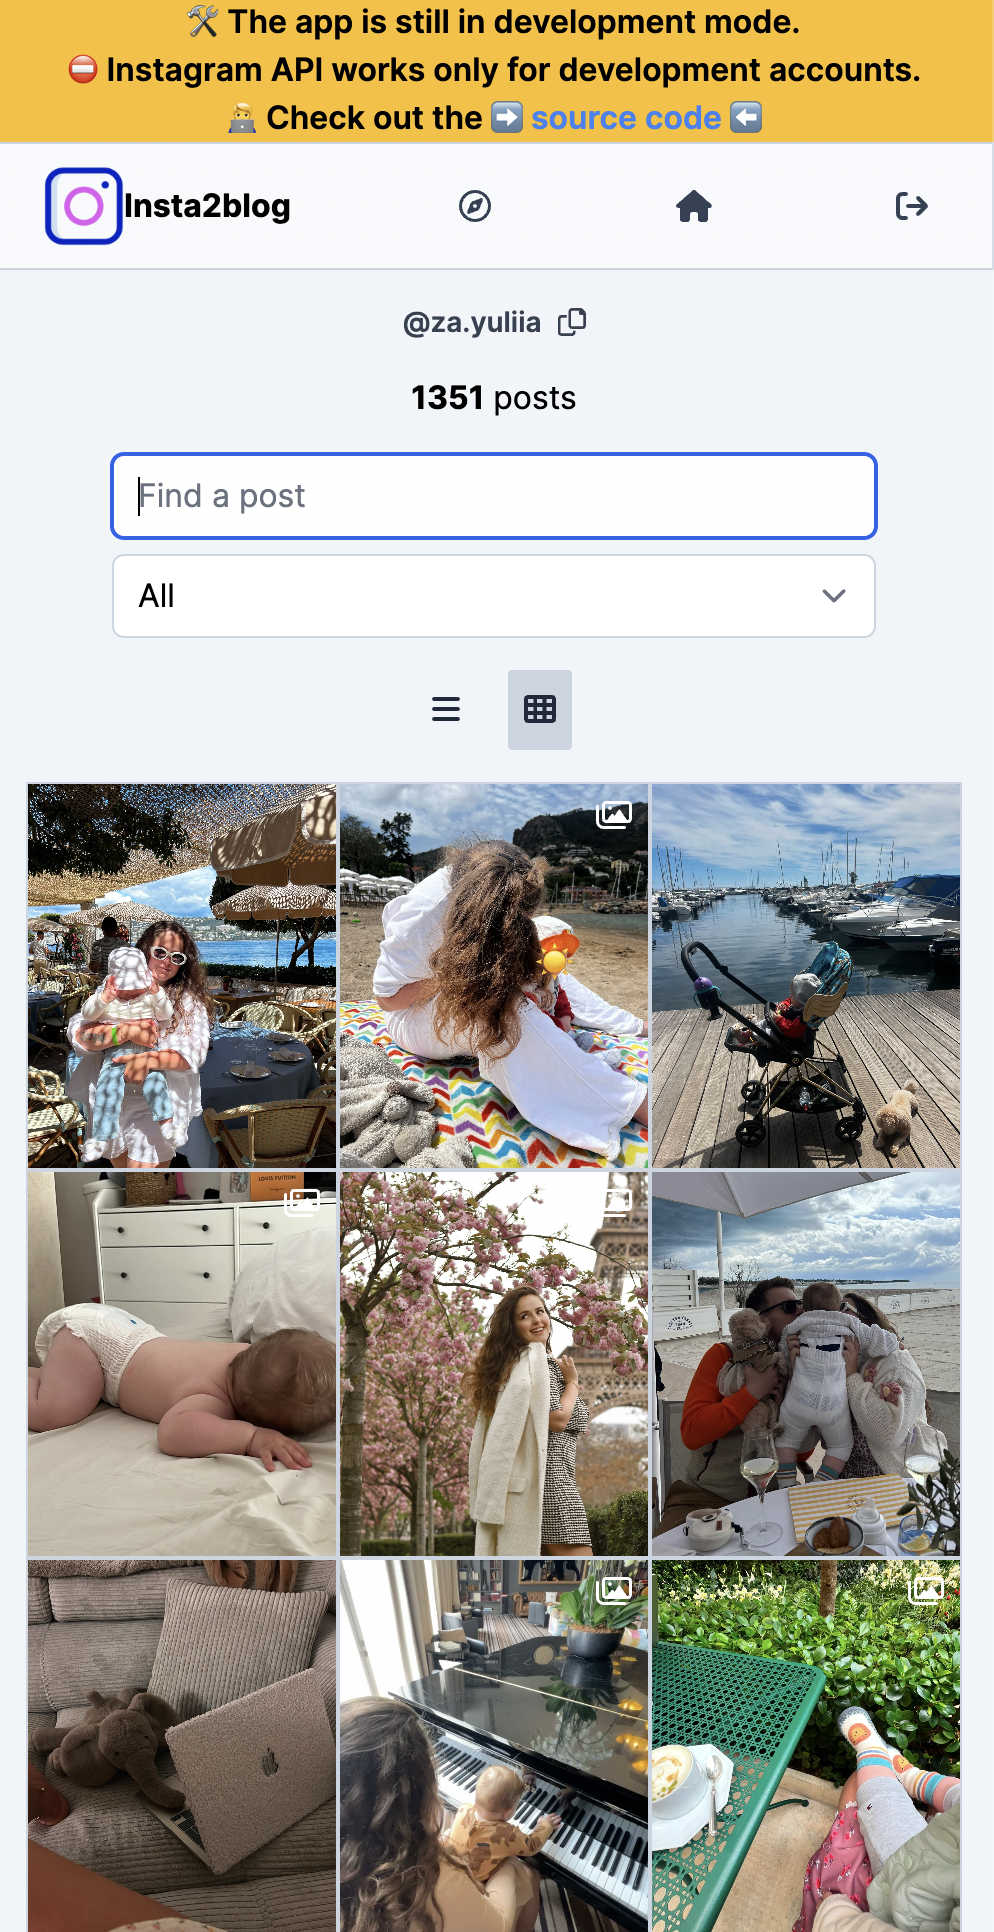 🛠️ The app is still in development mode.
⛔ Instagram API works only for development accounts.
🧑‍💻 Check out the ➡️ source code ⬅️
Insta2blog
@za.yuliia
1351 posts
Find a post
All
LOUIS VUITTON